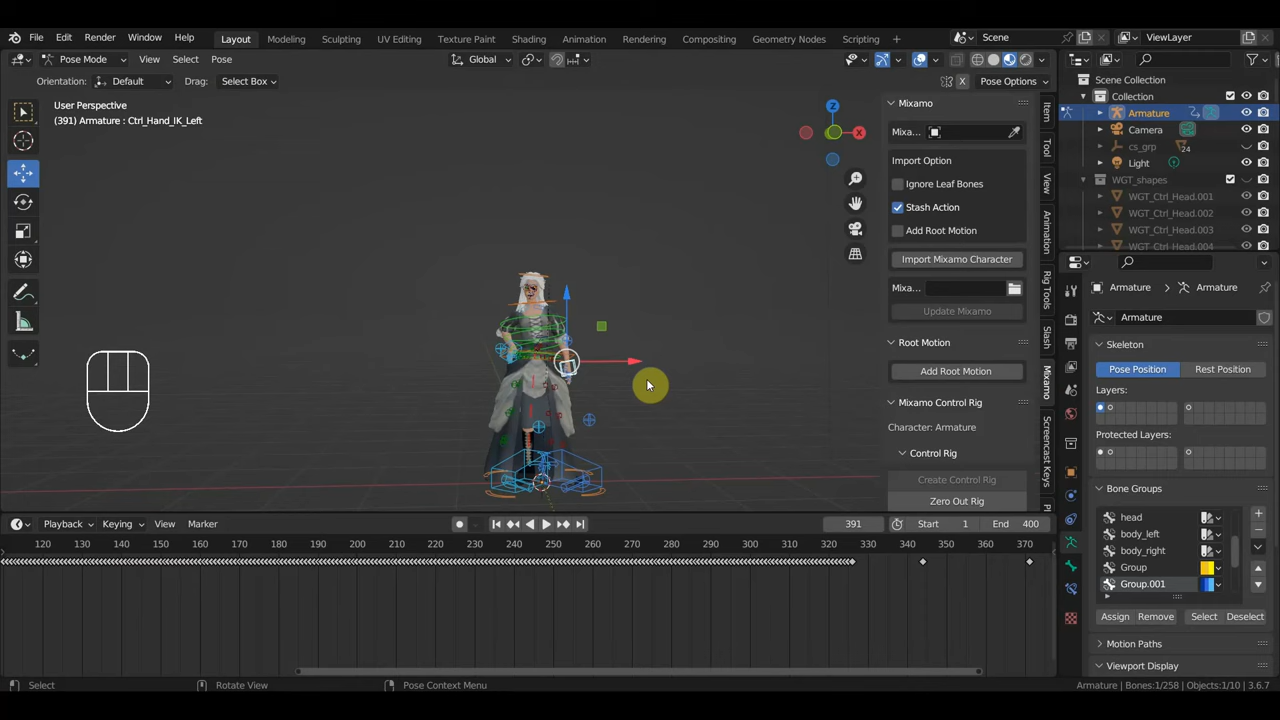 File Edit Render Window Help Layout Modeling Sculpting UV Editing Texture Paint Shading Animation Rendering Compositing Geometry Nodes Scripting + Scene ViewLayer
Pose Mode View Select Pose Global
Orientation: Default Drag: Select Box X Pose Options
User Perspective
(391) Armature : Ctrl_Hand_IK_Left
Z
X
Mixamo
Mixa...
Import Option
Ignore Leaf Bones
Stash Action
Add Root Motion
Import Mixamo Character
Mixa...
Update Mixamo
Root Motion
Add Root Motion
Mixamo Control Rig
Character: Armature
Control Rig
Create Control Rig
Zero Out Rig
Item
Tool
View
Animation
Rig Tools
Slash
Mixamo
Screencast Keys
Scene Collection
Collection
Armature
Camera
cs_grp 24
Light
WGT_shapes
WGT_Ctrl_Head.001
WGT_Ctrl_Head.002
WGT_Ctrl_Head.003
WGT_Ctrl_Head.004
Armature > Armature
Armature
Skeleton
Pose Position Rest Position
Layers:
Protected Layers:
Bone Groups
head
body_left
body_right
Group
Group.001
Assign Remove Select Deselect
Motion Paths
Viewport Display
Playback Keying View Marker 391 Start 1 End 400
120 130 140 150 160 170 180 190 200 210 220 230 240 250 260 270 280 290 300 310 320 330 340 350 360 370
Select Rotate View Pose Context Menu Armature | Bones:1/258 | Objects:1/10 | 3.6.7